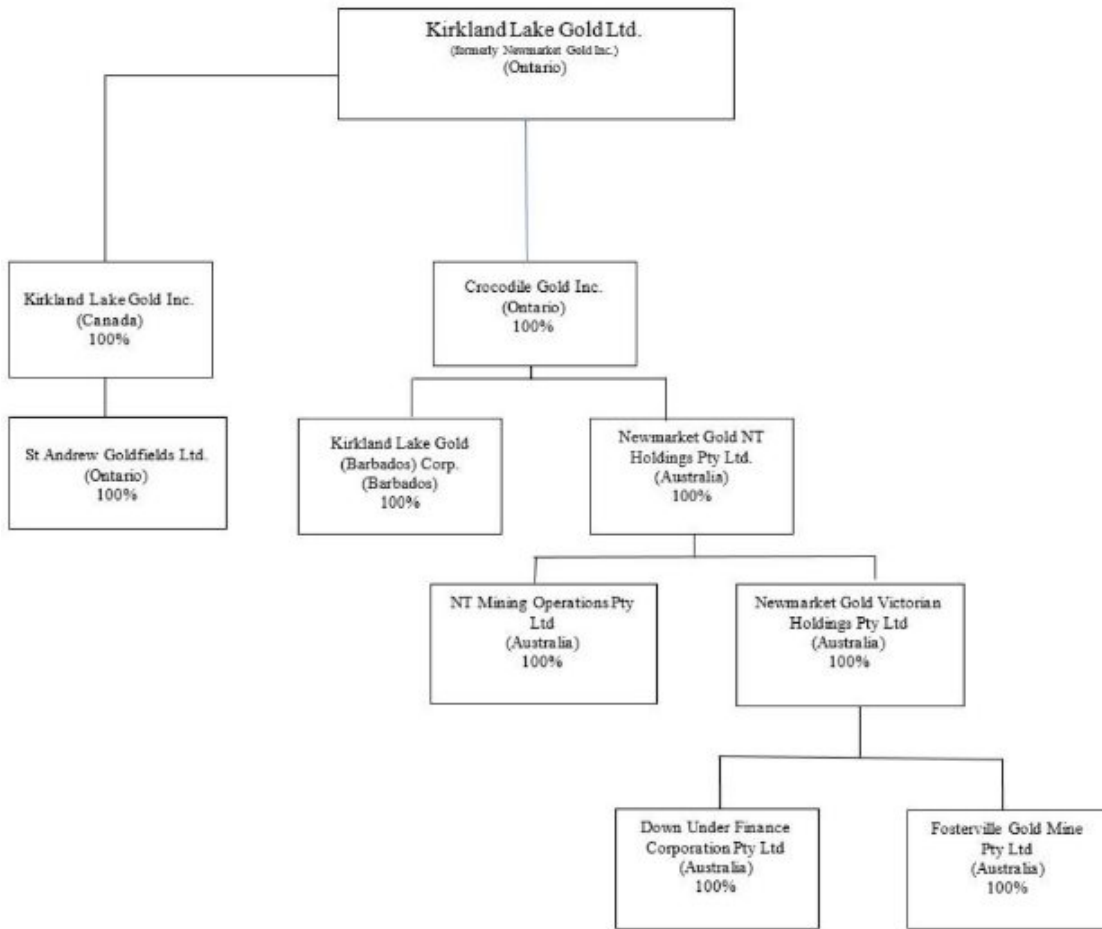 Kirkland Lake Gold Ltd.
(formerly Newmarket Gold Inc.)
(Ontario)
Kirkland Lake Gold Inc.
(Canada)
100%
Crocodile Gold Inc.
(Ontario)
100%
St Andrew Goldfields Ltd.
(Ontario)
100%
Kirkland Lake Gold
(Barbados) Corp.
(Barbados)
100%
Newmarket Gold NT
Holdings Pty Ltd.
(Australia)
100%
NT Mining Operations Pty
Ltd
(Australia)
100%
Newmarket Gold Victorian
Holdings Pty Ltd
(Australia)
100%
Down Under Finance
Corporation Pty Ltd
(Australia)
100%
Fosterville Gold Mine
Pty Ltd
(Australia)
100%